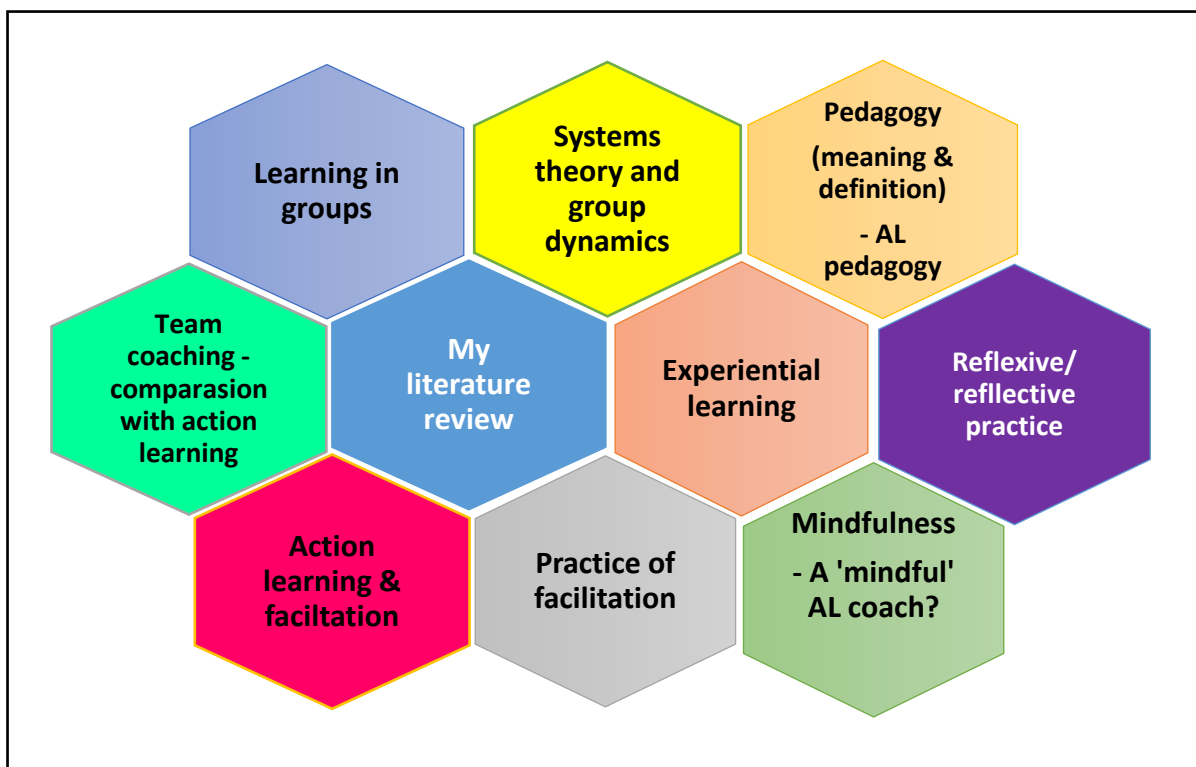 Learning in
groups
Systems
theory and
group
dynamics
Pedagogy
(meaning &
definition)
- AL
pedagogy
Team
coaching -
comparasion
with action
learning
My
literature
review
Experiential
learning
Reflexive/
refllective
practice
Action
learning &
faciltation
Practice of
facilitation
Mindfulness
- A 'mindful'
AL coach?